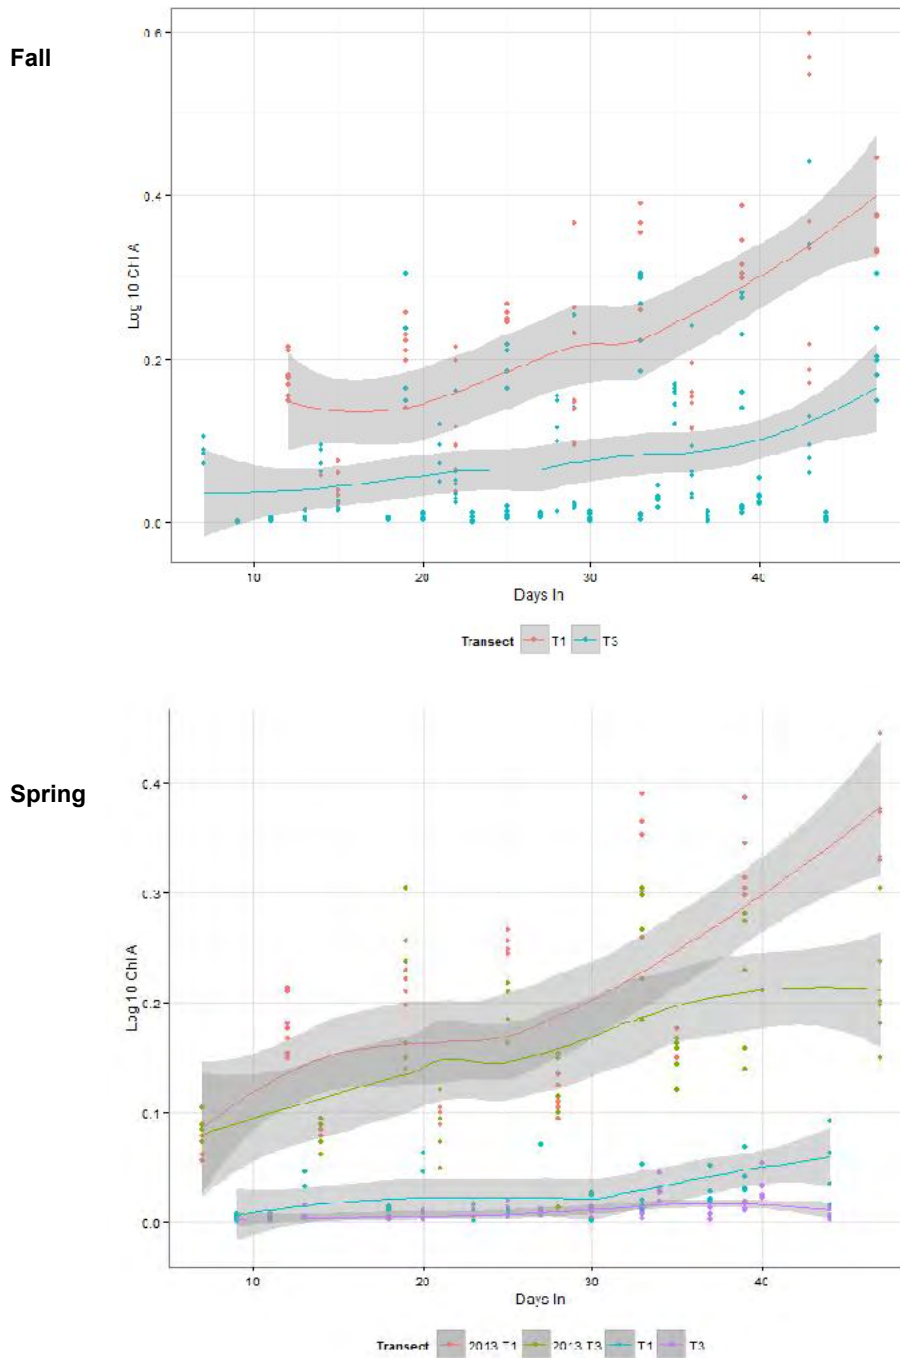 Fall
0.6
0.4
0.2
0.0
Log 10 Chl A
10 20 30 40
Days In
Transect T1 T3
Spring
0.4
0.3
0.2
0.1
0.0
Log 10 Chl A
10 20 30 40
Days In
Transect 2013 T1 2013 T3 T1 T3